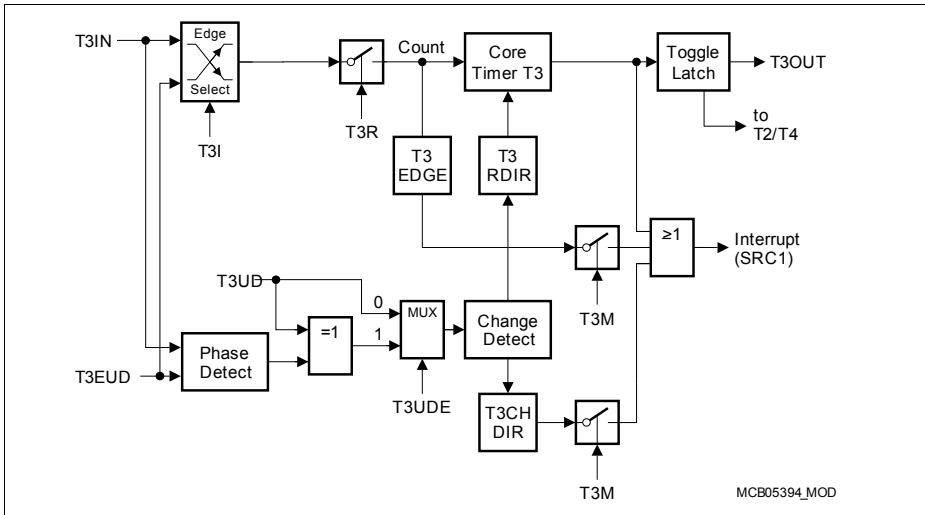 T3IN
Edge
Select
T3I
T3R
Count
Core
Timer T3
Toggle
Latch
T3OUT
to
T2/T4
T3
EDGE
T3
RDIR
≥1
Interrupt
(SRC1)
T3M
T3UD
0
1
=1
MUX
Change
Detect
Phase
Detect
T3EUD
T3UDE
T3CH
DIR
T3M
MCB05394_MOD